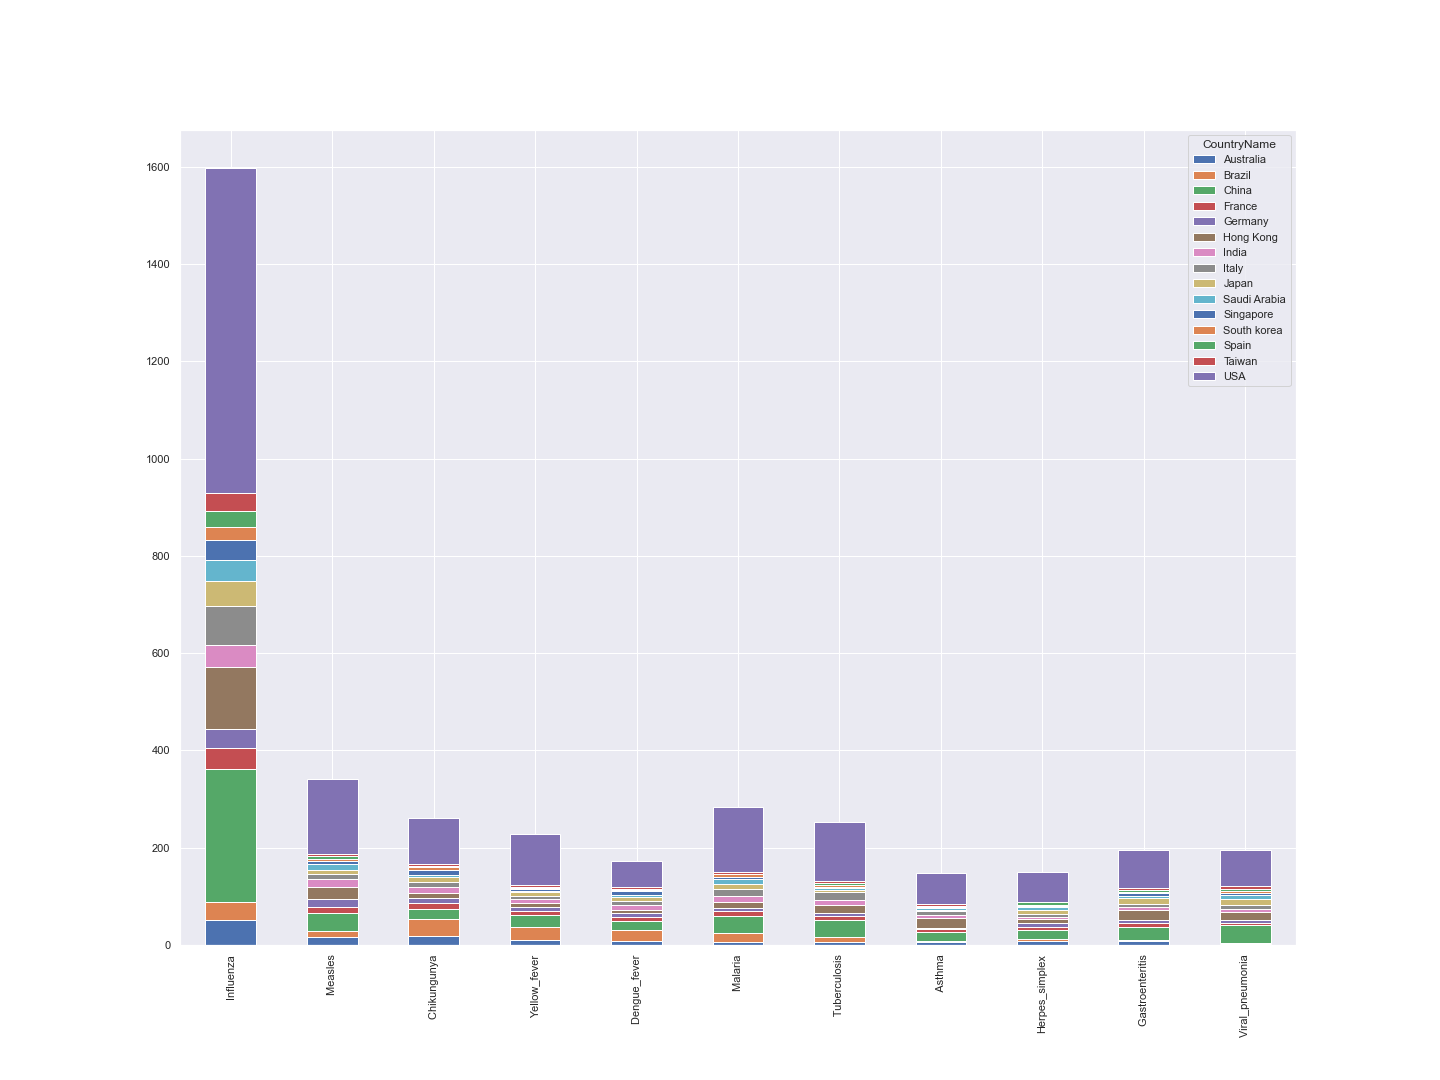 CountryName
Australia
Brazil
China
France
Germany
Hong Kong
India
Italy
Japan
Saudi Arabia
Singapore
South korea
Spain
Taiwan
USA
1600
1400
1200
1000
800
600
400
200
0
Influenza
Measles
Chikungunya
Yellow_fever
Dengue_fever
Malaria
Tuberculosis
Asthma
Herpes_simplex
Gastroenteritis
Viral_pneumonia